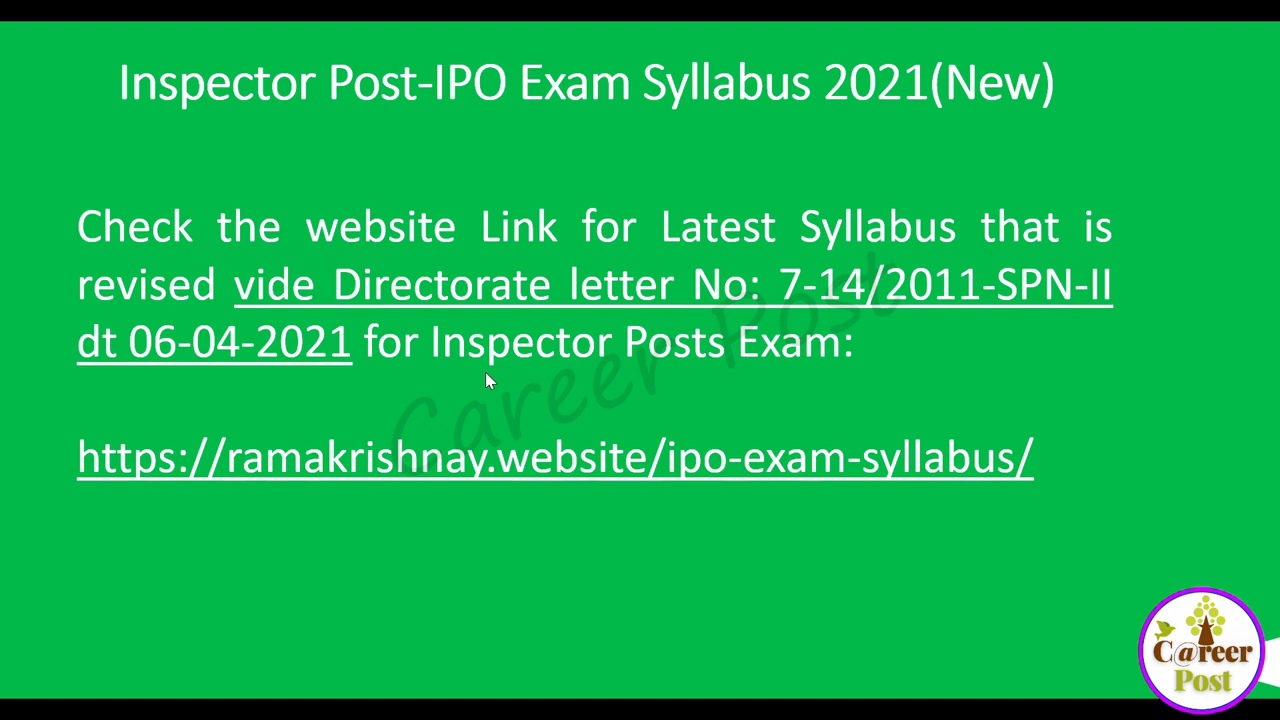 Inspector Post-IPO Exam Syllabus 2021(New)
Check the website Link for Latest Syllabus that is
revised vide Directorate letter No: 7-14/2011-SPN-II
dt 06-04-2021 for Inspector Posts Exam:
Career Post
https://ramakrishnay.website/ipo-exam-syllabus/
C@reer
Post